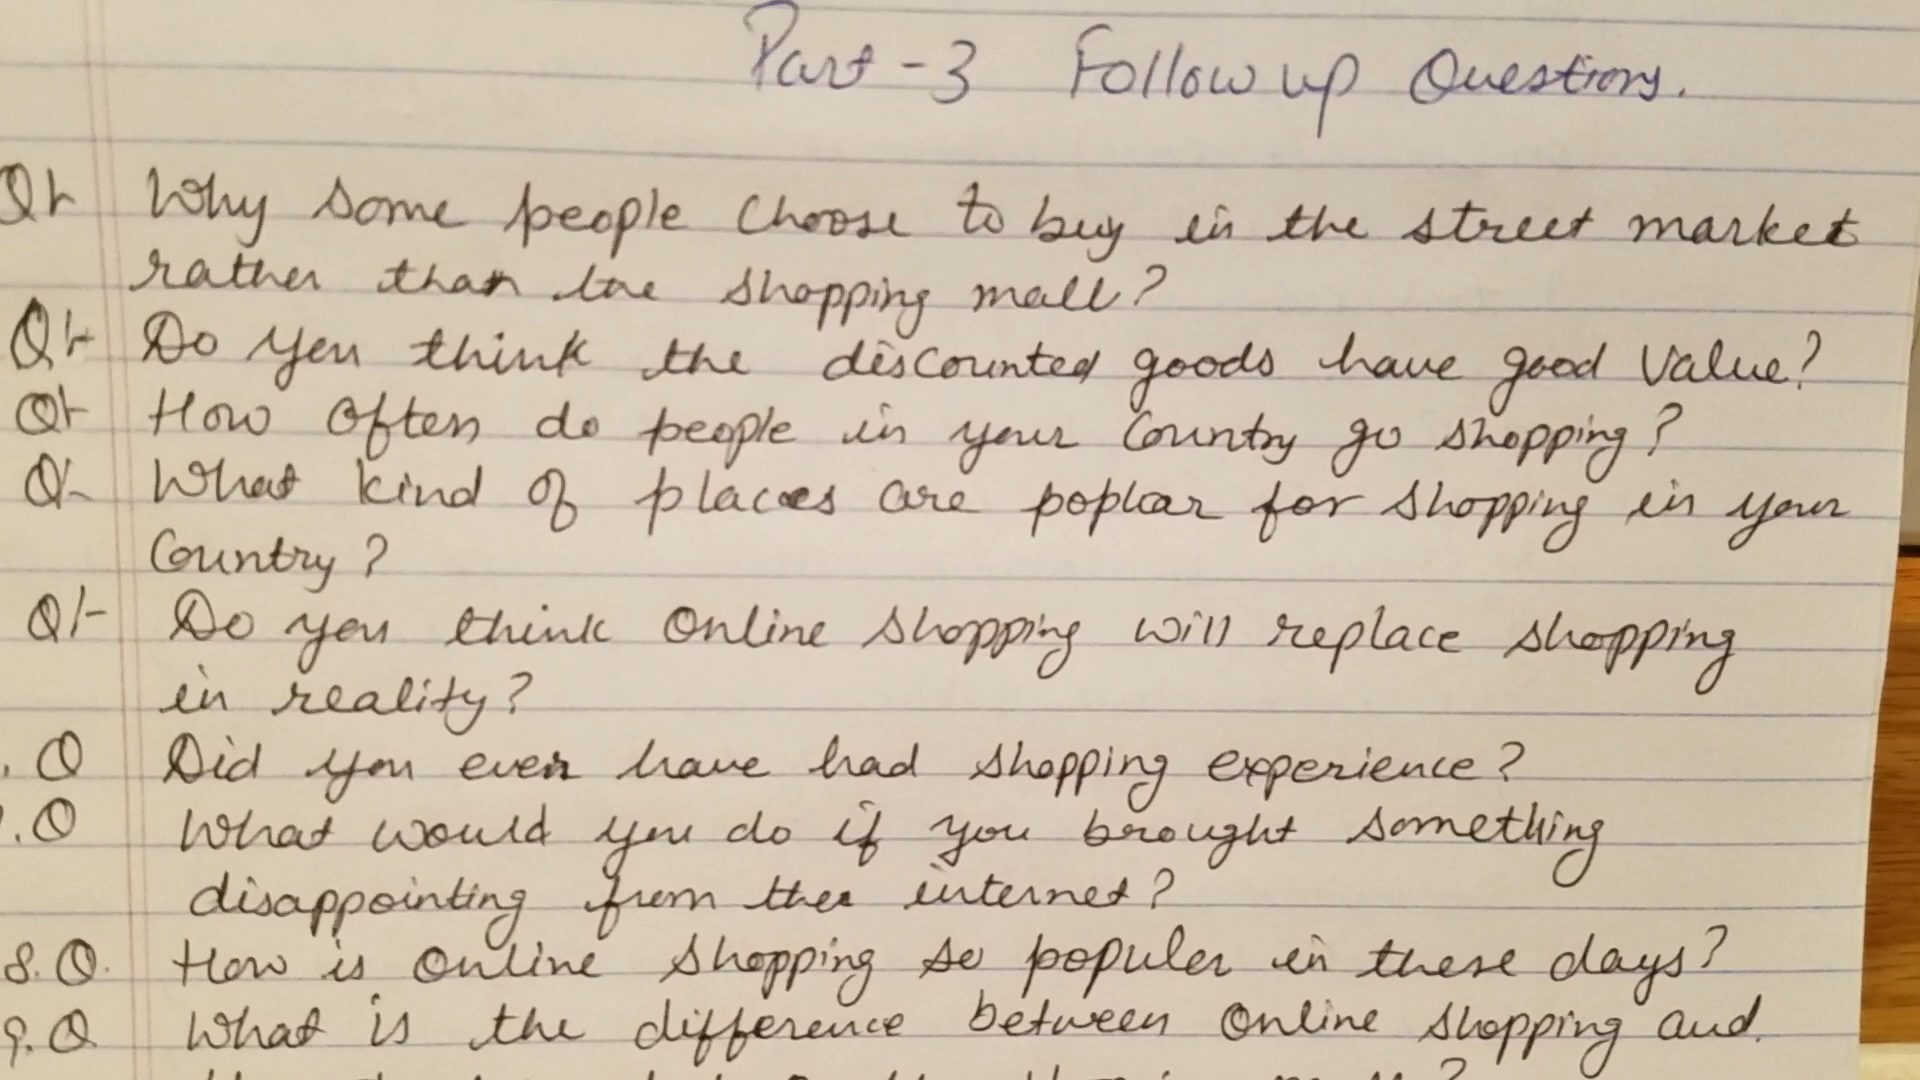 Part-3 Follow up Questions.
Q1- Why some people choose to buy in the street market
rather than the shopping mall?
Q1- Do you think the discounted goods have good value?
Q1- How often do people in your country go shopping?
Q- What kind of places are poplar for shopping in your
country?
Q1- Do you think online shopping will replace shopping
in reality?
. Q Did you ever have had shopping experience?
. Q What would you do if you brought something
disappointing from thee internet?
8. Q. How is online shopping so populer in these days?
9. Q What is the difference between online shopping and